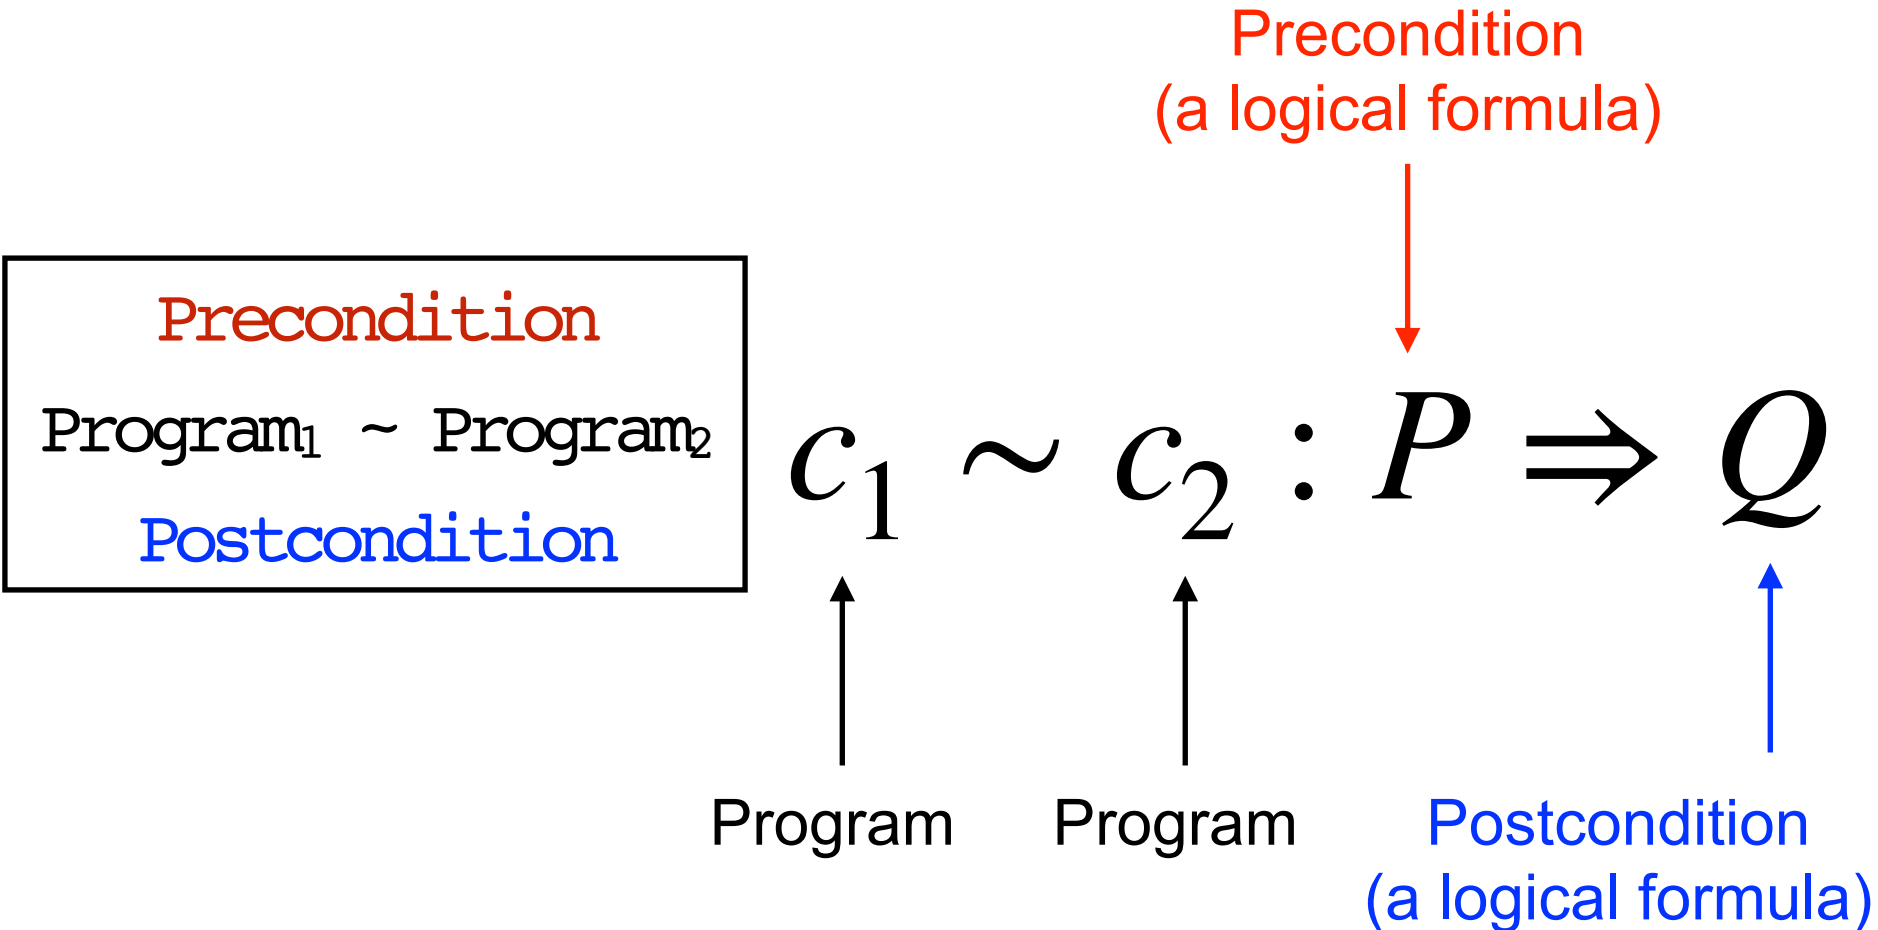 Precondition
(a logical formula)
Precondition
Program₁ ~ Program₂
Postcondition
c₁ ∼ c₂ : P ⇒ Q
Program Program Postcondition
(a logical formula)